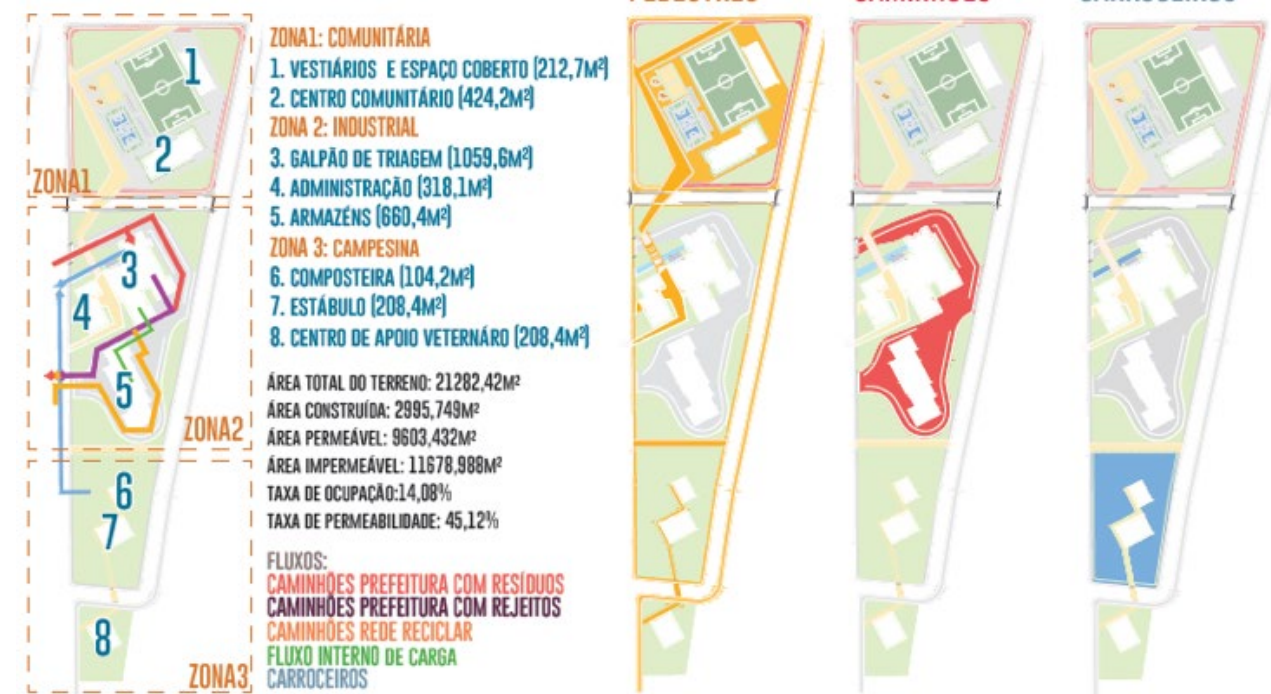 PEDESTRES
CAMINHÕES
CARROCEIROS
ZONA1: COMUNITÁRIA
1. VESTIÁRIOS E ESPAÇO COBERTO (212,7M²)
2. CENTRO COMUNITÁRIO (424,2M²)
ZONA 2: INDUSTRIAL
3. GALPÃO DE TRIAGEM (1059,6M²)
4. ADMINISTRAÇÃO (318,1M²)
5. ARMAZÉNS (660,4M²)
ZONA 3: CAMPESINA
6. COMPOSTEIRA (104,2M²)
7. ESTÁBULO (208,4M²)
8. CENTRO DE APOIO VETERNÁRO (208,4M²)
ÁREA TOTAL DO TERRENO: 21282,42M²
ÁREA CONSTRUÍDA: 2995,749M²
ÁREA PERMEÁVEL: 9603,432M²
ÁREA IMPERMEÁVEL: 11678,988M²
TAXA DE OCUPAÇÃO:14,08%
TAXA DE PERMEABILIDADE: 45,12%
FLUXOS:
CAMINHÕES PREFEITURA COM RESÍDUOS
CAMINHÕES PREFEITURA COM REJEITOS
CAMINHÕES REDE RECICLAR
FLUXO INTERNO DE CARGA
CARROCEIROS
1
2
ZONA1
3
4
5
ZONA2
6
7
8
ZONA3